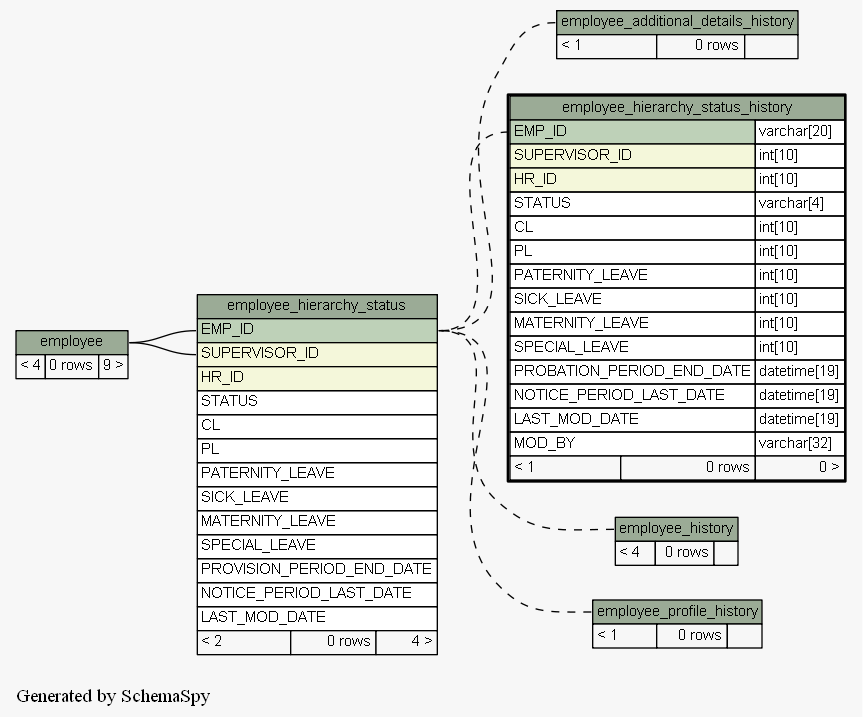 employee_additional_details_history
< 1 0 rows
employee_hierarchy_status_history
EMP_ID varchar[20]
SUPERVISOR_ID int[10]
HR_ID int[10]
STATUS varchar[4]
CL int[10]
PL int[10]
PATERNITY_LEAVE int[10]
SICK_LEAVE int[10]
MATERNITY_LEAVE int[10]
SPECIAL_LEAVE int[10]
PROBATION_PERIOD_END_DATE datetime[19]
NOTICE_PERIOD_LAST_DATE datetime[19]
LAST_MOD_DATE datetime[19]
MOD_BY varchar[32]
< 1 0 rows 0 >
employee_hierarchy_status
EMP_ID
SUPERVISOR_ID
HR_ID
STATUS
CL
PL
PATERNITY_LEAVE
SICK_LEAVE
MATERNITY_LEAVE
SPECIAL_LEAVE
PROVISION_PERIOD_END_DATE
NOTICE_PERIOD_LAST_DATE
LAST_MOD_DATE
< 2 0 rows 4 >
employee
< 4 0 rows 9 >
employee_history
< 4 0 rows
employee_profile_history
< 1 0 rows
Generated by SchemaSpy